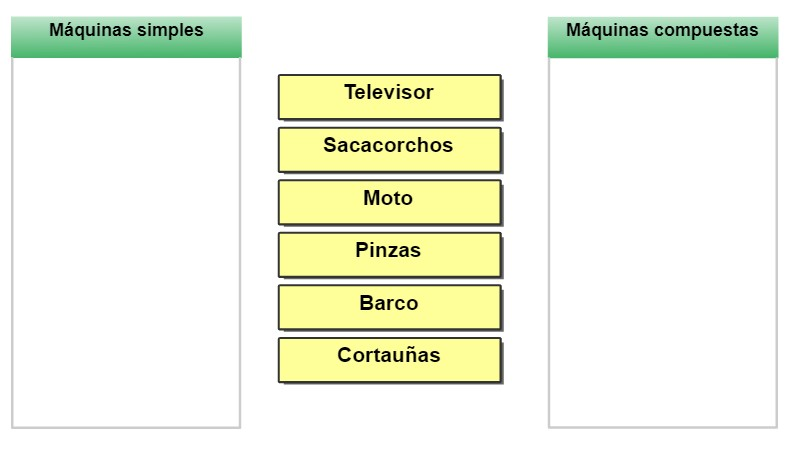 Máquinas simples
Máquinas compuestas
Televisor
Sacacorchos
Moto
Pinzas
Barco
Cortauñas